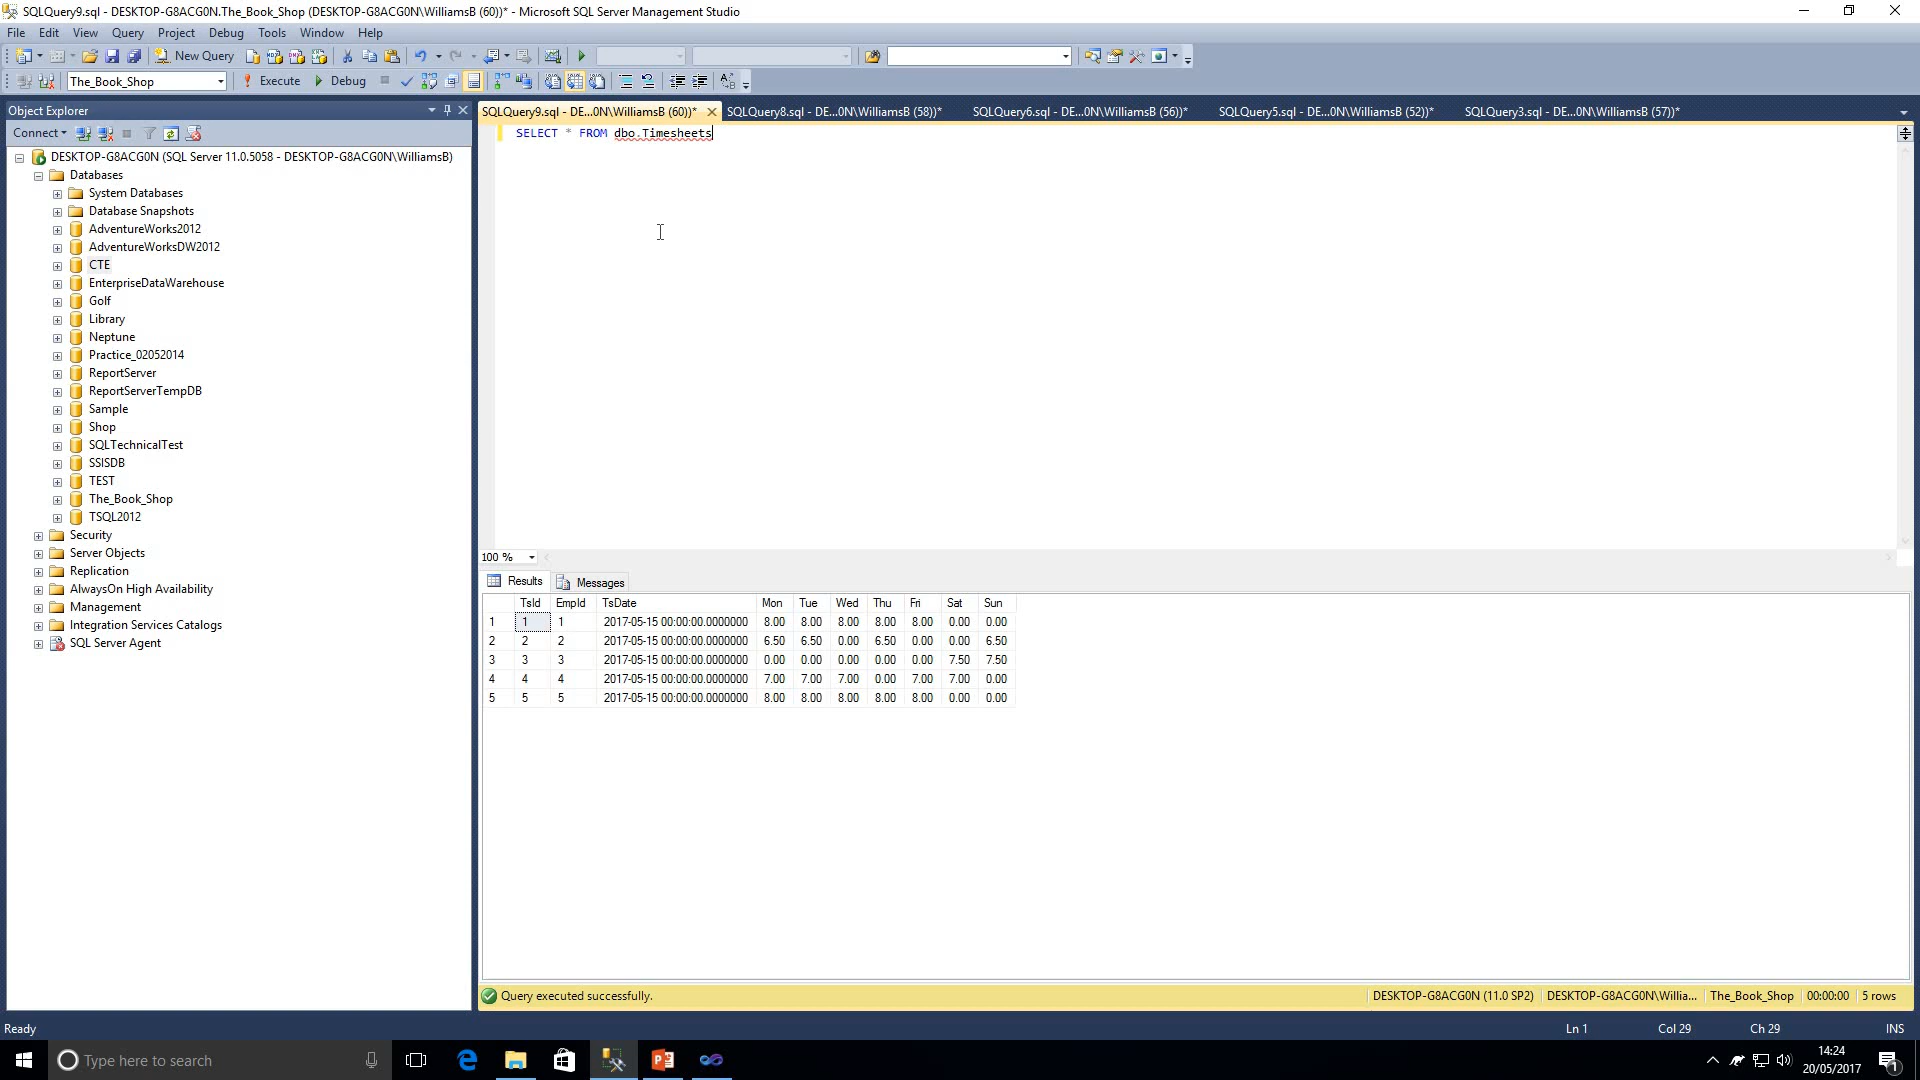 SQLQuery9.sql - DESKTOP-G8ACG0N.The_Book_Shop (DESKTOP-G8ACG0N\WilliamsB (60))* - Microsoft SQL Server Management Studio
File Edit View Query Project Debug Tools Window Help
New Query
The_Book_Shop Execute Debug
Object Explorer
SQLQuery9.sql - DE...0N\WilliamsB (60))* SQLQuery8.sql - DE...0N\WilliamsB (58))* SQLQuery6.sql - DE...0N\WilliamsB (56))* SQLQuery5.sql - DE...0N\WilliamsB (52))* SQLQuery3.sql - DE...0N\WilliamsB (57))*
Connect
SELECT * FROM dbo.Timesheets
DESKTOP-G8ACG0N (SQL Server 11.0.5058 - DESKTOP-G8ACG0N\WilliamsB)
Databases
System Databases
Database Snapshots
AdventureWorks2012
AdventureWorksDW2012
CTE
EnterpriseDataWarehouse
Golf
Library
Neptune
Practice_02052014
ReportServer
ReportServerTempDB
Sample
Shop
SQLTechnicalTest
SSISDB
TEST
The_Book_Shop
TSQL2012
Security
Server Objects
Replication
AlwaysOn High Availability
Management
Integration Services Catalogs
SQL Server Agent
100 %
Results Messages
TsId EmpId TsDate Mon Tue Wed Thu Fri Sat Sun
1 1 1 2017-05-15 00:00:00.0000000 8.00 8.00 8.00 8.00 8.00 0.00 0.00
2 2 2 2017-05-15 00:00:00.0000000 6.50 6.50 0.00 6.50 0.00 0.00 6.50
3 3 3 2017-05-15 00:00:00.0000000 0.00 0.00 0.00 0.00 0.00 7.50 7.50
4 4 4 2017-05-15 00:00:00.0000000 7.00 7.00 7.00 0.00 7.00 7.00 0.00
5 5 5 2017-05-15 00:00:00.0000000 8.00 8.00 8.00 8.00 8.00 0.00 0.00
Query executed successfully. DESKTOP-G8ACG0N (11.0 SP2) DESKTOP-G8ACG0N\Willia... The_Book_Shop 00:00:00 5 rows
Ready Ln 1 Col 29 Ch 29 INS
Type here to search
14:24
20/05/2017
1